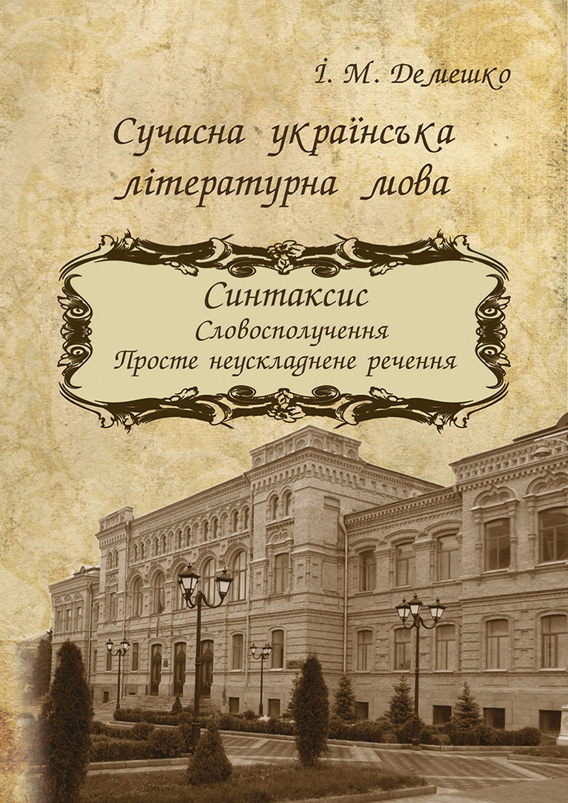 І. М. Демешко
Сучасна українська
літературна мова
Синтаксис
Словосполучення
Просте неускладнене речення